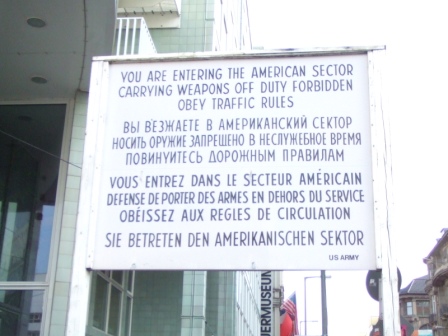 YOU ARE ENTERING THE AMERICAN SECTOR
CARRYING WEAPONS OFF DUTY FORBIDDEN
OBEY TRAFFIC RULES
ВЫ ВЪЕЗЖАЕТЕ В АМЕРИКАНСКИЙ СЕКТОР
НОСИТЬ ОРУЖИЕ ЗАПРЕЩЕНО В НЕСЛУЖЕБНОЕ ВРЕМЯ
ПОВИНУЙТЕСЬ ДОРОЖНЫМ ПРАВИЛАМ
VOUS ENTREZ DANS LE SECTEUR AMÉRICAIN
DÉFENSE DE PORTER DES ARMES EN DEHORS DU SERVICE
OBÉISSEZ AUX RÈGLES DE CIRCULATION
SIE BETRETEN DEN AMERIKANISCHEN SEKTOR
US ARMY